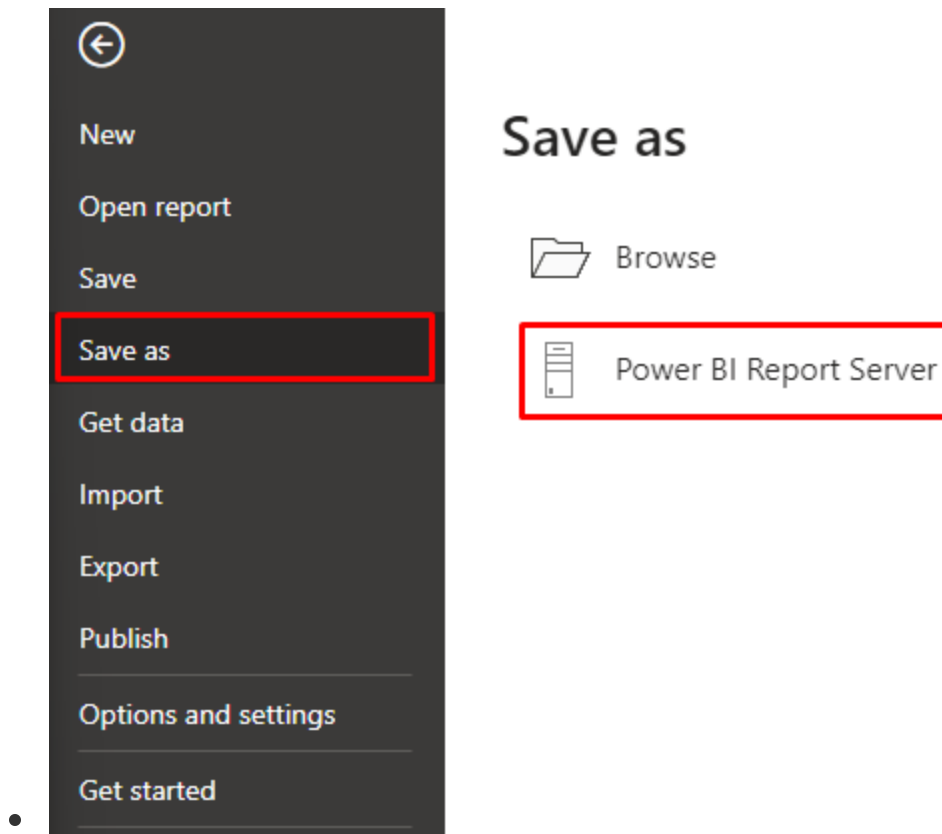 New
Open report
Save
Save as
Get data
Import
Export
Publish
Options and settings
Get started
Save as
Browse
Power BI Report Server